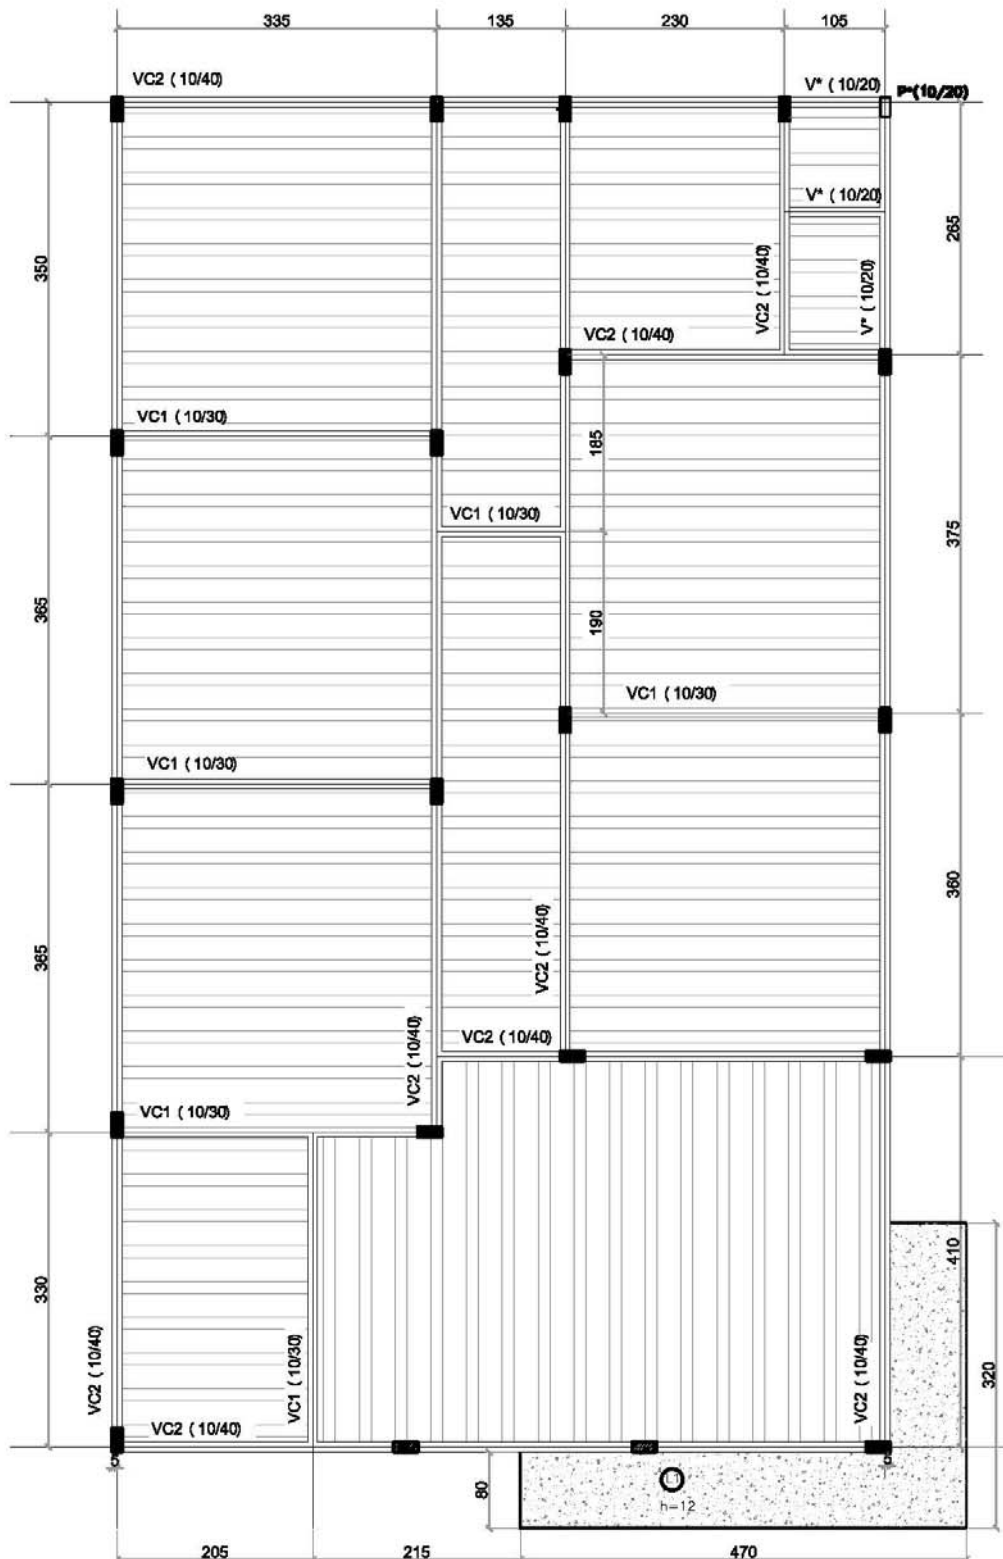 335
135
230
105
VC2 ( 10/40)
V* ( 10/20)
P*(10/20)
V* ( 10/20)
265
VC2 ( 10/40)
V* ( 10/20)
350
VC2 ( 10/40)
VC1 ( 10/30)
185
VC1 ( 10/30)
375
365
190
VC1 ( 10/30)
VC1 ( 10/30)
360
365
VC2 ( 10/40)
VC2 ( 10/40)
VC2 ( 10/40)
VC1 ( 10/30)
410
330
320
VC2 ( 10/40)
VC1 ( 10/30)
VC2 ( 10/40)
VC2 ( 10/40)
80
h=12
205
215
470